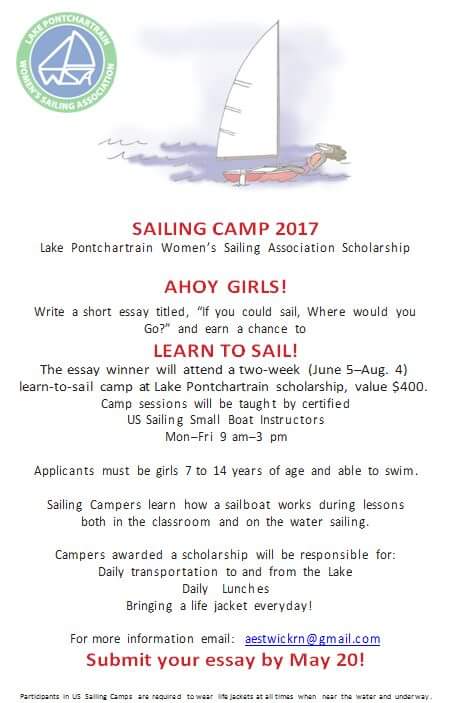 LAKE PONTCHARTRAIN
WSA
WOMEN'S SAILING ASSOCIATION
SAILING CAMP 2017
Lake Pontchartrain Women's Sailing Association Scholarship
AHOY GIRLS!
Write a short essay titled, "If you could sail, Where would you
Go?" and earn a chance to
LEARN TO SAIL!
The essay winner will attend a two-week (June 5–Aug. 4)
learn-to-sail camp at Lake Pontchartrain scholarship, value $400.
Camp sessions will be taught by certified
US Sailing Small Boat Instructors
Mon–Fri 9 am–3 pm
Applicants must be girls 7 to 14 years of age and able to swim.
Sailing Campers learn how a sailboat works during lessons
both in the classroom and on the water sailing.
Campers awarded a scholarship will be responsible for:
Daily transportation to and from the Lake
Daily Lunches
Bringing a life jacket everyday!
For more information email: aestwickrn@gmail.com
Submit your essay by May 20!
Participants in US Sailing Camps are required to wear life jackets at all times when near the water and underway.